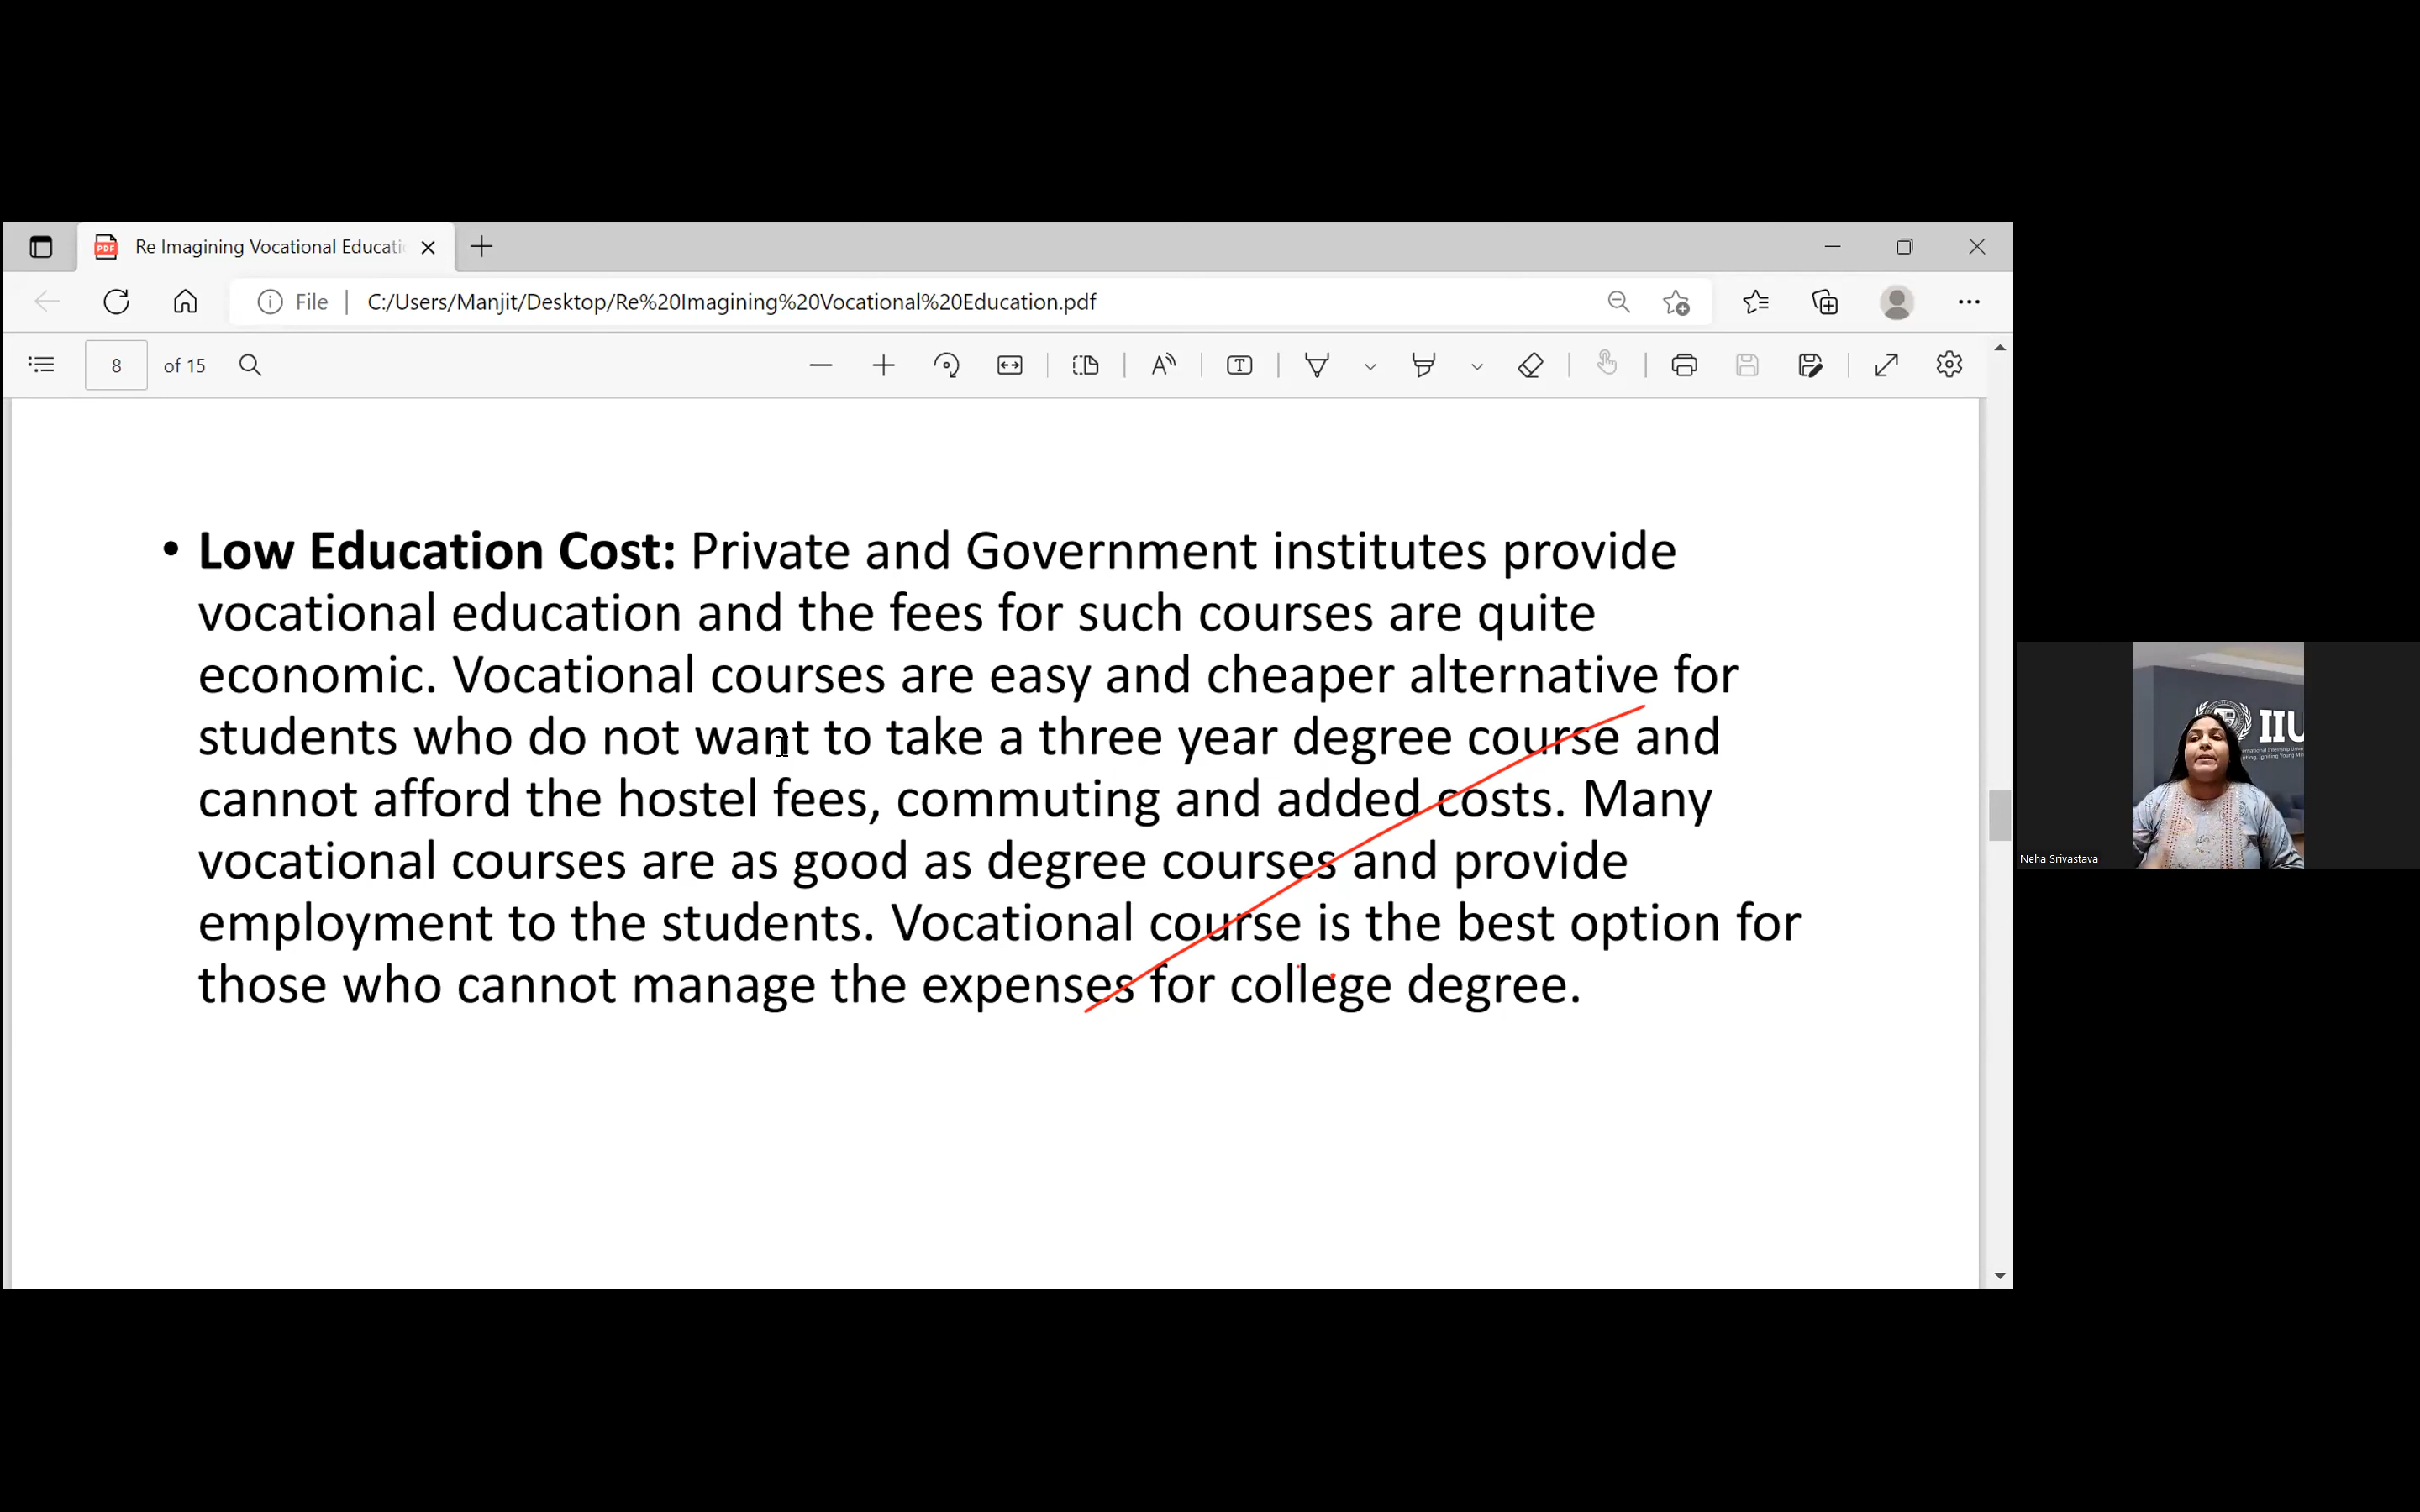 Re Imagining Vocational Educati
File
C:/Users/Manjit/Desktop/Re%20Imagining%20Vocational%20Education.pdf
8 of 15
• Low Education Cost: Private and Government institutes provide
vocational education and the fees for such courses are quite
economic. Vocational courses are easy and cheaper alternative for
students who do not want to take a three year degree course and
cannot afford the hostel fees, commuting and added costs. Many
vocational courses are as good as degree courses and provide
employment to the students. Vocational course is the best option for
those who cannot manage the expenses for college degree.
IIU
Neha Srivastava